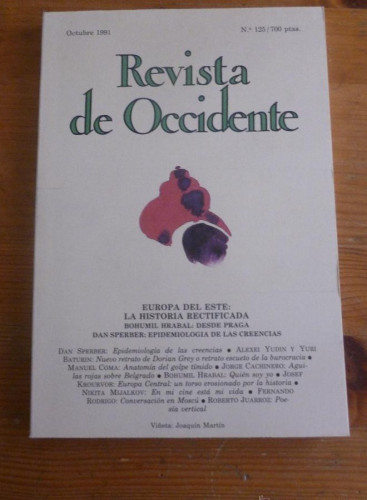 Octubre 1991
N.º 125/700 ptas.
Revista
de Occidente
EUROPA DEL ESTE:
LA HISTORIA RECTIFICADA
BOHUMIL HRABAL: DESDE PRAGA
DAN SPERBER: EPIDEMIOLOGIA DE LAS CREENCIAS
DAN SPERBER: Epidemiología de las creencias ● ALEXEI YUDIN Y YURI
BATURIN: Nuevo retrato de Dorian Grey o retrato escueto de la burocracia ●
MANUEL COMA: Anatomía del golpe tímido ● JORGE CACHINERO: Agui-
las rojas sobre Belgrado ● BOHUMIL HRABAL: Quién soy yo ● JOSEF
KROUTVOR: Europa Central: un torso erosionado por la historia ●
NIKITA MIJALKOV: En mi cine está mi vida ● FERNANDO
RODRIGO: Conversación en Moscú ● ROBERTO JUARROZ: Poe-
sía vertical
Viñeta: Joaquín Martín